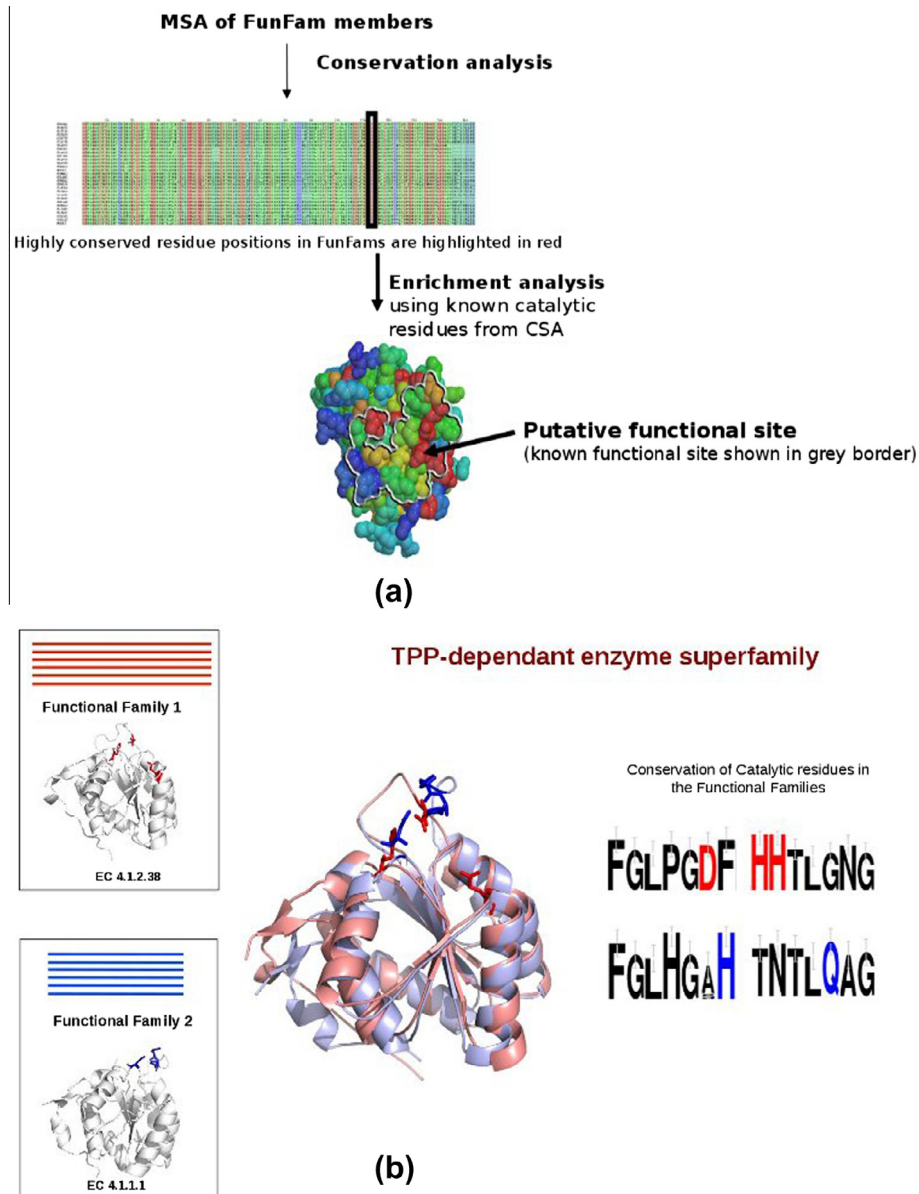 MSA of FunFam members
Conservation analysis
Highly conserved residue positions in FunFams are highlighted in red
Enrichment analysis
using known catalytic
residues from CSA
Putative functional site
(known functional site shown in grey border)
(a)
TPP-dependant enzyme superfamily
Functional Family 1
EC 4.1.2.38
Conservation of Catalytic residues in
the Functional Families
FGLPGDF HHTLGNG
FGLHGAH TNTLQAG
Functional Family 2
EC 4.1.1.1
(b)